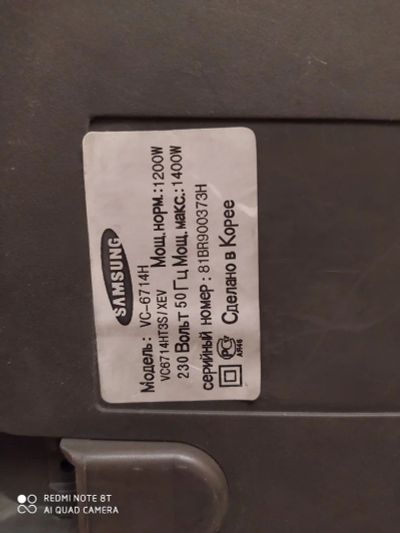 SAMSUNG
Модель: VC-6714H Мощ.норм.:1200W
VC6714HT3S/XEV
230 Вольт 50 Гц Мощ.макс.:1400W
серийный номер : 81BR900373H
Сделано в Корее
АЯ46
REDMI NOTE 8T
AI QUAD CAMERA